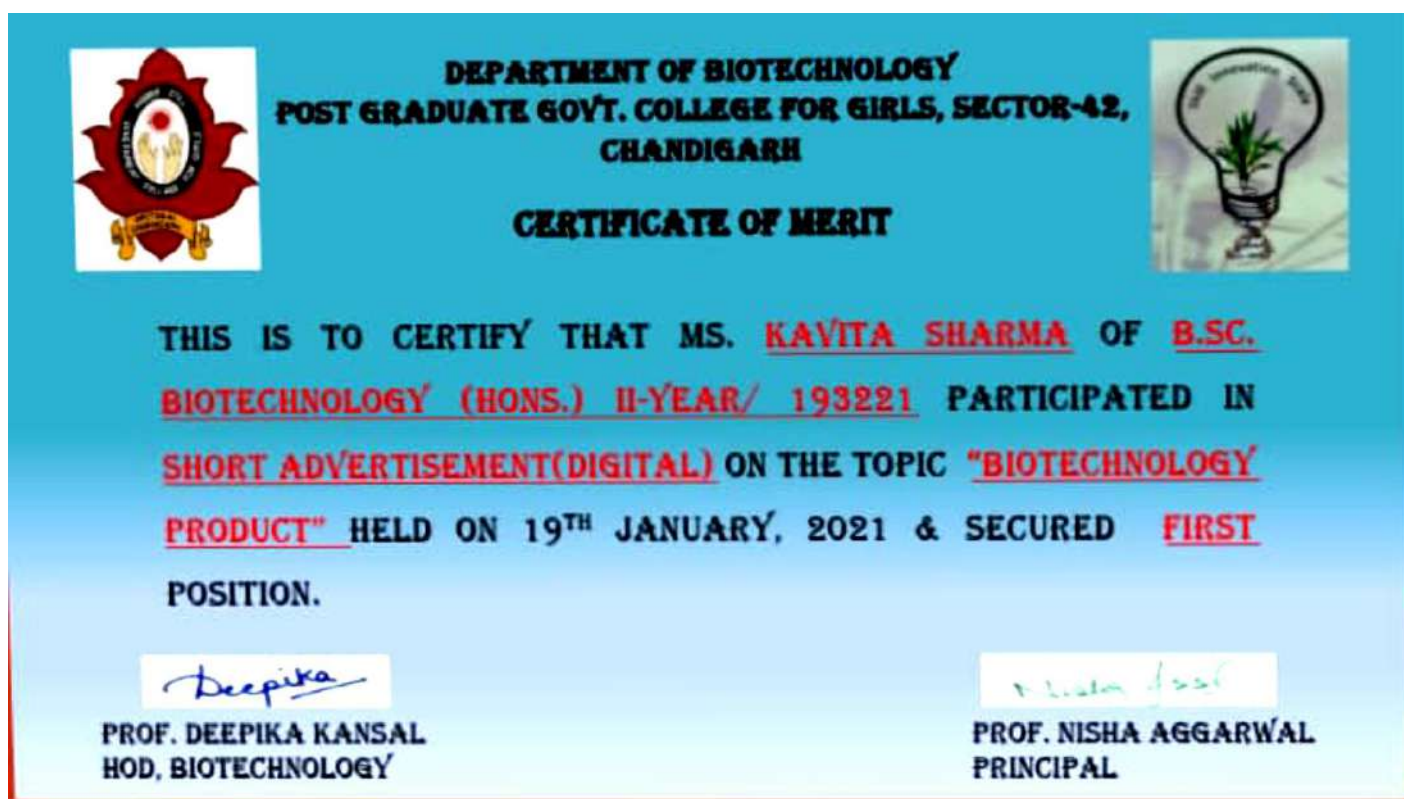 DEPARTMENT OF BIOTECHNOLOGY
POST GRADUATE GOVT. COLLEGE FOR GIRLS, SECTOR-42,
CHANDIGARH
CERTIFICATE OF MERIT
Innovation
THIS IS TO CERTIFY THAT MS. KAVITA SHARMA OF B.SC.
BIOTECHNOLOGY (HONS.) II-YEAR/ 193221 PARTICIPATED IN
SHORT ADVERTISEMENT(DIGITAL) ON THE TOPIC "BIOTECHNOLOGY
PRODUCT" HELD ON 19TH JANUARY, 2021 & SECURED FIRST
POSITION.
Deepika
PROF. DEEPIKA KANSAL
HOD, BIOTECHNOLOGY
Nisha
PROF. NISHA AGGARWAL
PRINCIPAL